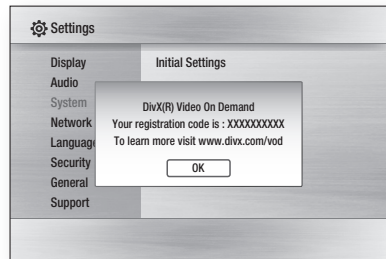 Settings
Display
Initial Settings
Audio
System
Network
Language
Security
General
Support
DivX(R) Video On Demand
Your registration code is : XXXXXXXXXX
To learn more visit www.divx.com/vod
OK